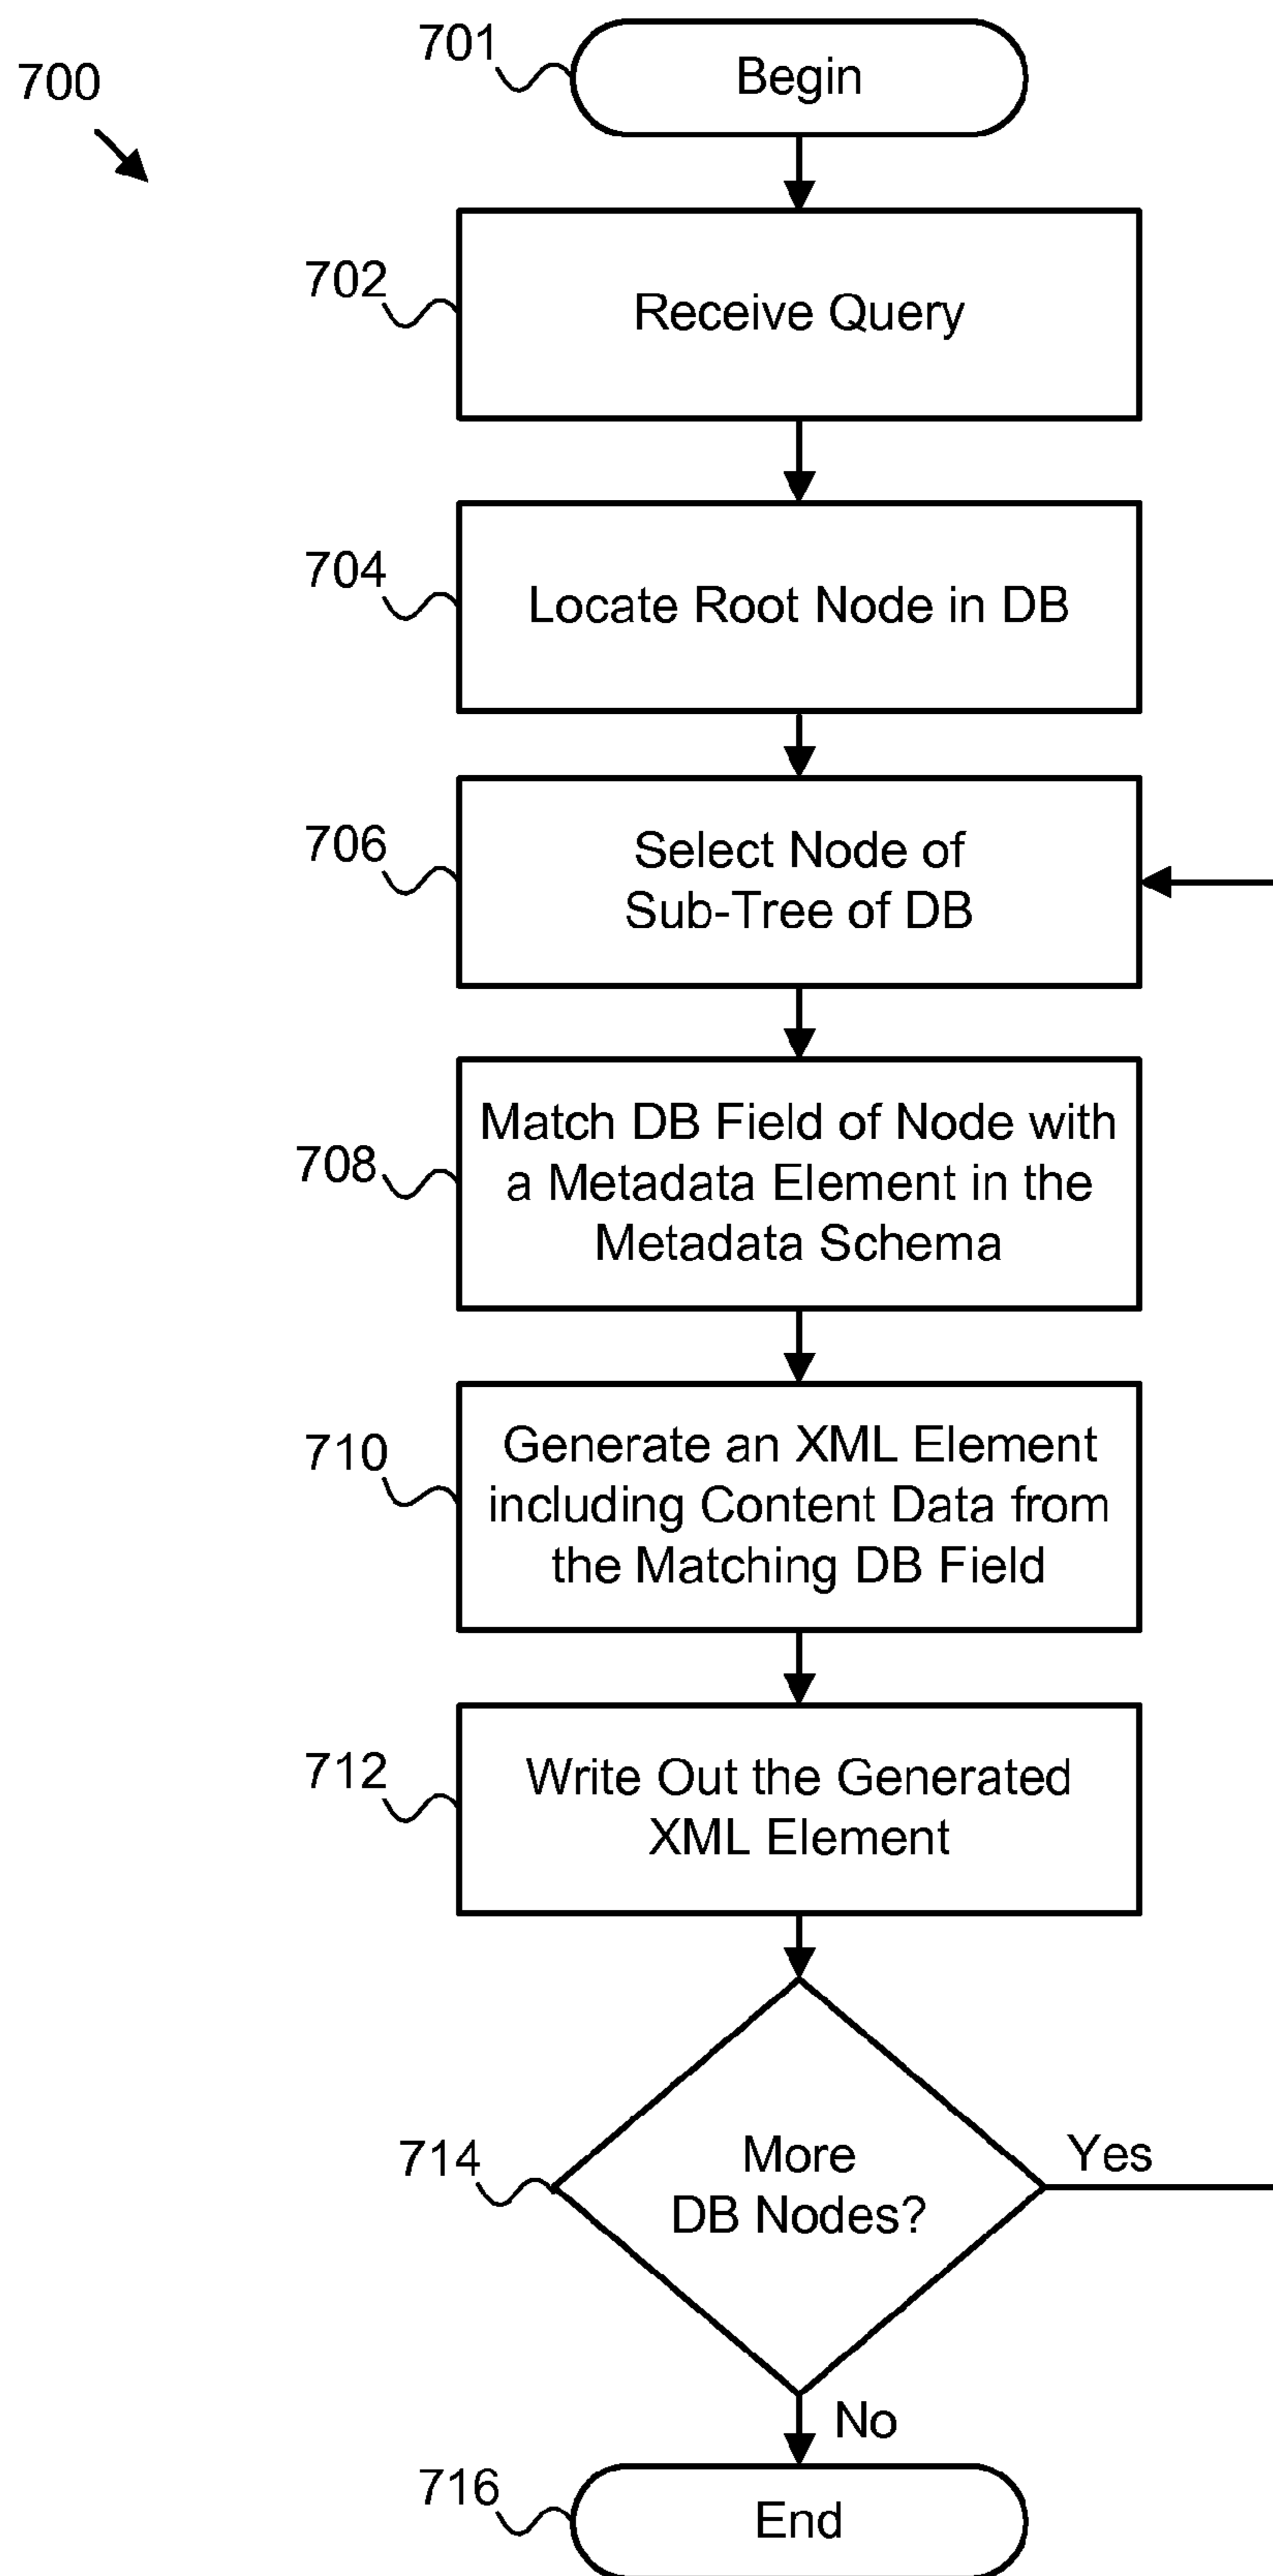 700
701
Begin
702
Receive Query
704
Locate Root Node in DB
706
Select Node of
Sub-Tree of DB
708
Match DB Field of Node with
a Metadata Element in the
Metadata Schema
710
Generate an XML Element
including Content Data from
the Matching DB Field
712
Write Out the Generated
XML Element
714
More
DB Nodes?
Yes
No
716
End